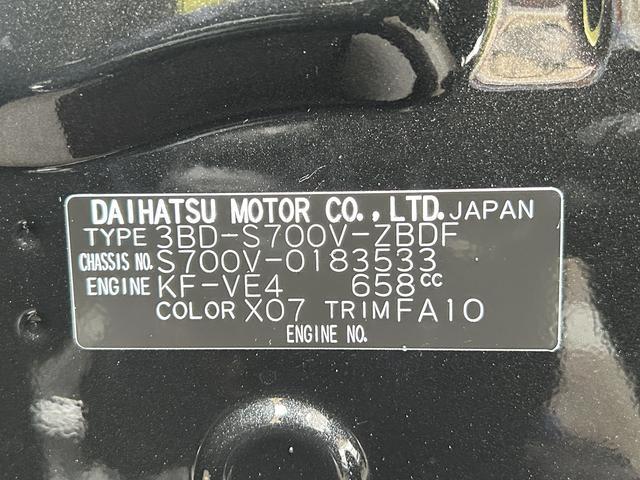 DAIHATSU MOTOR CO., LTD. JAPAN
TYPE 3BD-S700V-ZBDF
CHASSIS NO. S700V-0183533
ENGINE KF-VE4 658cc
COLOR X07 TRIM FA10
ENGINE NO.